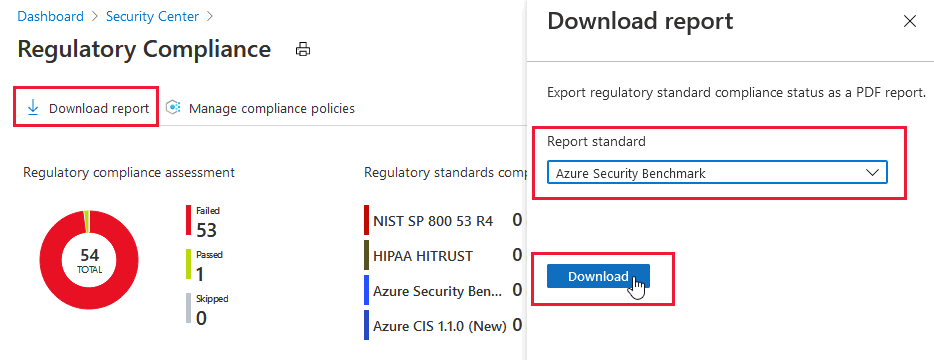 Dashboard > Security Center >
Regulatory Compliance
Download report
Manage compliance policies
Regulatory compliance assessment
54
TOTAL
Failed
53
Passed
1
Skipped
0
Regulatory standards comp
NIST SP 800 53 R4 0
HIPAA HITRUST 0
Azure Security Ben... 0
Azure CIS 1.1.0 (New) 0
Download report
Export regulatory standard compliance status as a PDF report.
Report standard
Azure Security Benchmark
Download